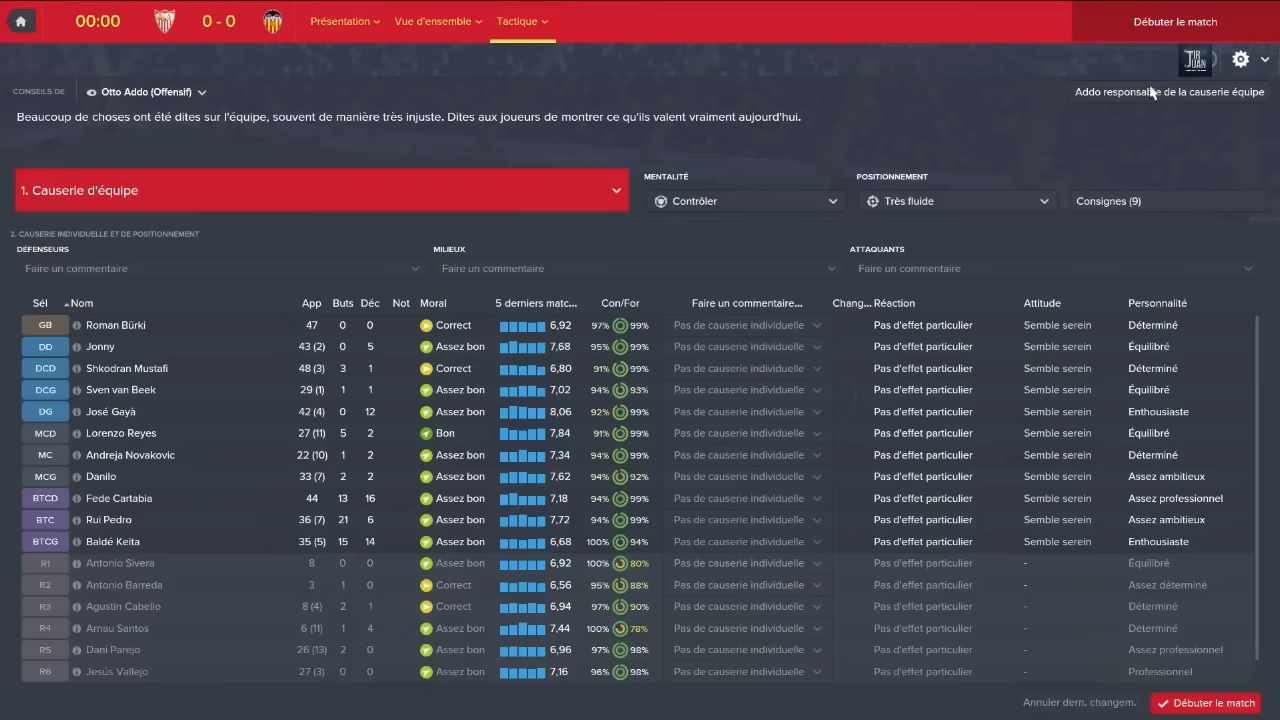 00:00 0 - 0 Présentation Vue d'ensemble Tactique Débuter le match
CONSEILS DE Otto Addo (Offensif) Addo responsable de la causerie équipe
Beaucoup de choses ont été dites sur l'équipe, souvent de manière très injuste. Dites aux joueurs de montrer ce qu'ils valent vraiment aujourd'hui.
MENTALITÉ POSITIONNEMENT
1. Causerie d'équipe Contrôler Très fluide Consignes (9)
2. CAUSERIE INDIVIDUELLE ET DE POSITIONNEMENT
DÉFENSEURS MILIEUX ATTAQUANTS
Faire un commentaire Faire un commentaire Faire un commentaire
Sél Nom App Buts Déc Not Moral 5 derniers matc... Con/For Faire un commentaire... Chang... Réaction Attitude Personnalité
GB Roman Bürki 47 0 0 Correct 6,92 97% 99% Pas de causerie individuelle Pas d'effet particulier Semble serein Déterminé
DD Jonny 43 (2) 0 5 Assez bon 7,68 95% 99% Pas de causerie individuelle Pas d'effet particulier Semble serein Équilibré
DCD Shkodran Mustafi 48 (3) 3 1 Correct 6,80 91% 99% Pas de causerie individuelle Pas d'effet particulier Semble serein Déterminé
DCG Sven van Beek 29 (1) 1 1 Assez bon 7,02 94% 93% Pas de causerie individuelle Pas d'effet particulier Semble serein Équilibré
DG José Gayà 42 (4) 0 12 Assez bon 8,06 92% 99% Pas de causerie individuelle Pas d'effet particulier Semble serein Enthousiaste
MCD Lorenzo Reyes 27 (11) 5 2 Bon 7,84 91% 99% Pas de causerie individuelle Pas d'effet particulier Semble serein Équilibré
MC Andreja Novakovic 22 (10) 1 2 Assez bon 7,34 94% 99% Pas de causerie individuelle Pas d'effet particulier Semble serein Déterminé
MCG Danilo 33 (7) 2 2 Assez bon 7,62 94% 92% Pas de causerie individuelle Pas d'effet particulier Semble serein Assez ambitieux
BTCD Fede Cartabia 44 13 16 Assez bon 7,18 94% 99% Pas de causerie individuelle Pas d'effet particulier Semble serein Assez professionnel
BTC Rui Pedro 36 (7) 21 6 Assez bon 7,72 94% 99% Pas de causerie individuelle Pas d'effet particulier Semble serein Assez ambitieux
BTCG Baldé Keita 35 (5) 15 14 Assez bon 6,68 100% 94% Pas de causerie individuelle Pas d'effet particulier Semble serein Enthousiaste
R1 Antonio Sivera 8 0 0 Assez bon 6,92 100% 80% Pas de causerie individuelle Pas d'effet particulier - Équilibré
R2 Antonio Barreda 3 1 0 Correct 6,56 95% 88% Pas de causerie individuelle Pas d'effet particulier - Assez déterminé
R3 Agustín Cabello 8 (4) 2 1 Correct 6,94 97% 90% Pas de causerie individuelle Pas d'effet particulier - Déterminé
R4 Arnau Santos 6 (11) 1 4 Assez bon 7,44 100% 78% Pas de causerie individuelle Pas d'effet particulier - Déterminé
R5 Dani Parejo 26 (13) 2 0 Assez bon 6,96 97% 98% Pas de causerie individuelle Pas d'effet particulier - Assez professionnel
R6 Jesús Vallejo 27 (3) 0 0 Assez bon 7,16 96% 98% Pas de causerie individuelle Pas d'effet particulier - Professionnel
Annuler dern. changem. Débuter le match